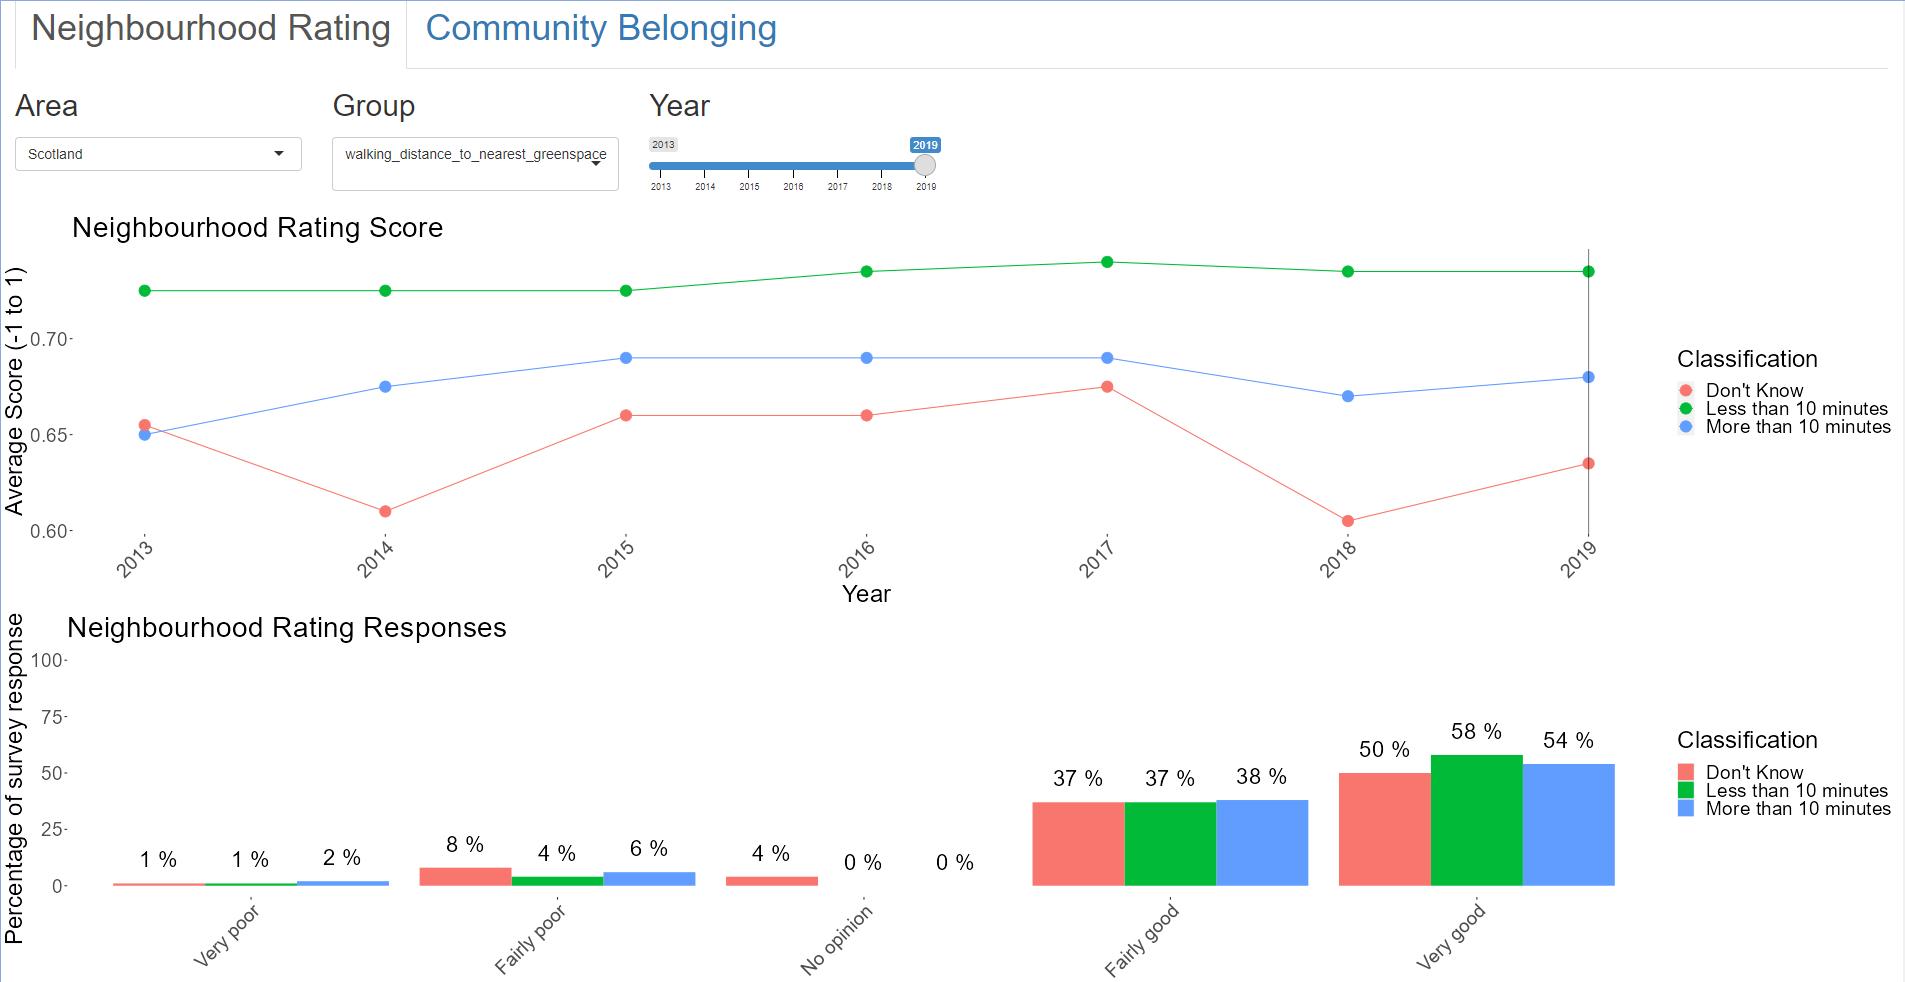 Neighbourhood Rating
Community Belonging
Area
Group
Year
Scotland
walking_distance_to_nearest_greenspace
2013
2019
2013 2014 2015 2016 2017 2018 2019
Neighbourhood Rating Score
Average Score (-1 to 1)
0.70
0.65
0.60
2013 2014 2015 2016 2017 2018 2019
Year
Classification
Don't Know
Less than 10 minutes
More than 10 minutes
Neighbourhood Rating Responses
Percentage of survey response
100
75
50
25
0
1 % 1 % 2 %
8 % 4 % 6 %
4 % 0 % 0 %
37 % 37 % 38 %
50 % 58 % 54 %
Very poor
Fairly poor
No opinion
Fairly good
Very good
Classification
Don't Know
Less than 10 minutes
More than 10 minutes